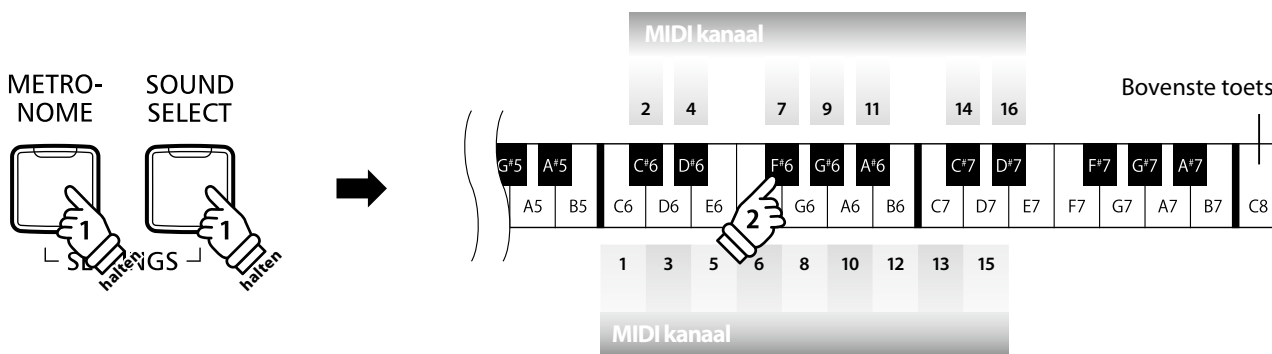 MIDI kanaal
METRO-
NOME
SOUND
SELECT
2 4 7 9 11 14 16
Bovenste toets
G#5 A#5 C#6 D#6 F#6 G#6 A#6 C#7 D#7 F#7 G#7 A#7
A5 B5 C6 D6 E6 G6 A6 B6 C7 D7 E7 F7 G7 A7 B7 C8
1 1 2
halten halten
1 3 5 6 8 10 12 13 15
MIDI kanaal